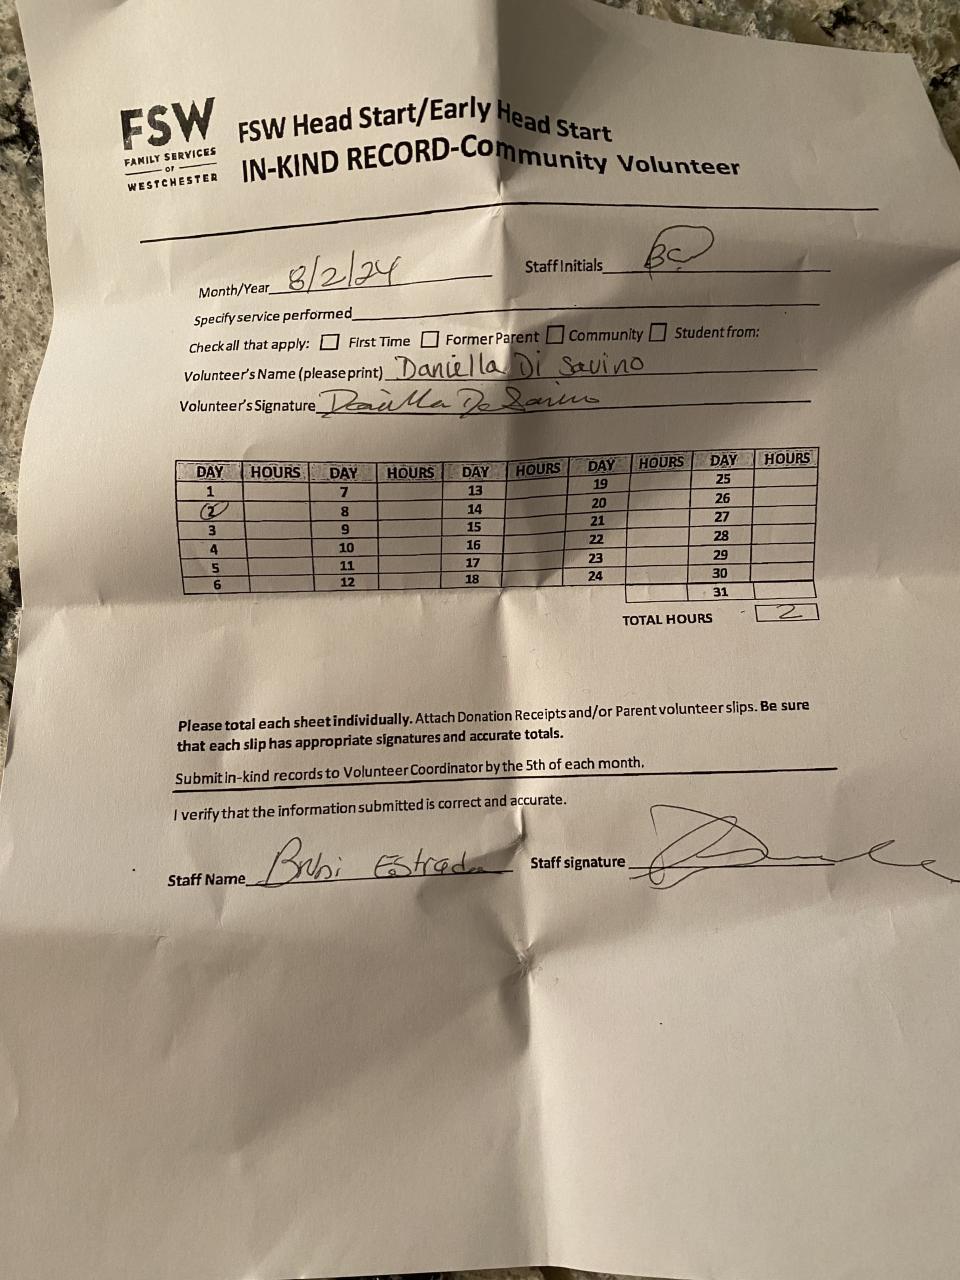 FSW
FAMILY SERVICES
OF
WESTCHESTER
FSW Head Start/Early Head Start
IN-KIND RECORD-Community Volunteer
Month/Year 8/2/24
Staff Initials
Specify service performed
Check all that apply: First Time Former Parent Community Student from:
Volunteer's Name (please print) Daniella Di Savino
Volunteer's Signature Daniella Di Savino
DAY HOURS DAY HOURS DAY HOURS DAY HOURS DAY HOURS
1 7 13 19 25
2 8 14 20 26
3 9 15 21 27
4 10 16 22 28
5 11 17 23 29
6 12 18 24 30
31
TOTAL HOURS 2
Please total each sheet individually. Attach Donation Receipts and/or Parent volunteer slips. Be sure
that each slip has appropriate signatures and accurate totals.
Submit in-kind records to Volunteer Coordinator by the 5th of each month.
I verify that the information submitted is correct and accurate.
Staff Name Estrada
Staff signature